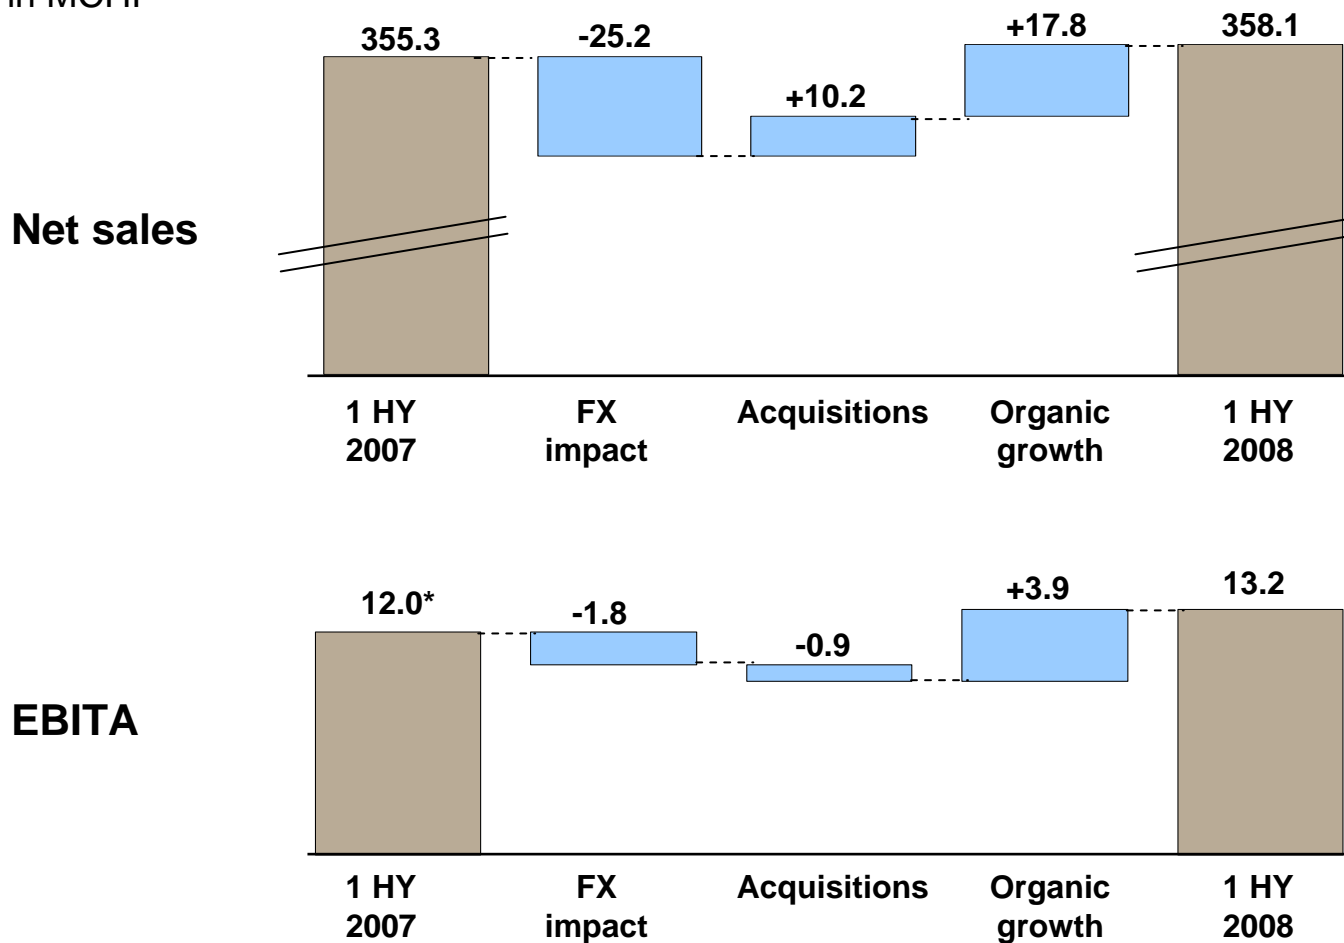 in MCHF
355.3 -25.2 +10.2 +17.8 358.1
Net sales
1 HY FX Acquisitions Organic 1 HY
2007 impact growth 2008
12.0* -1.8 -0.9 +3.9 13.2
EBITA
1 HY FX Acquisitions Organic 1 HY
2007 impact growth 2008